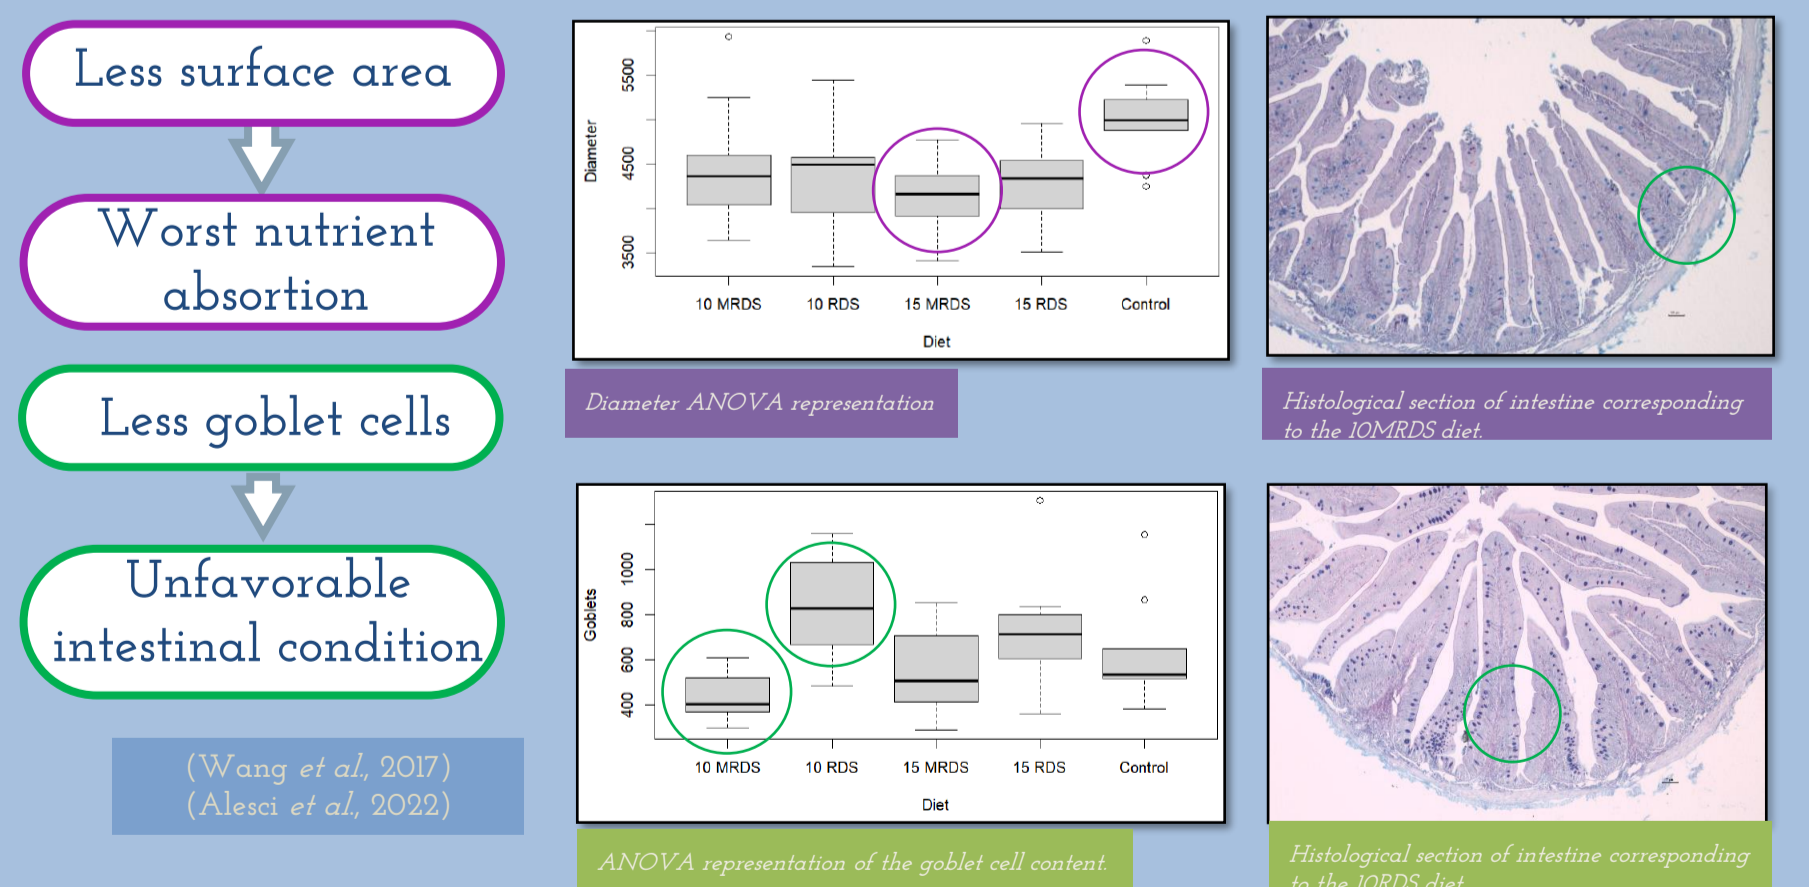 Less surface area
Worst nutrient
absortion
Less goblet cells
Unfavorable
intestinal condition
(Wang et al., 2017)
(Alesci et al., 2022)
Diameter
5500
4500
3500
10 MRDS
10 RDS
15 MRDS
15 RDS
Control
Diet
Diameter ANOVA representation
Histological section of intestine corresponding
to the 10MRDS diet.
Goblets
1000
800
600
400
10 MRDS
10 RDS
15 MRDS
15 RDS
Control
Diet
ANOVA representation of the goblet cell content.
Histological section of intestine corresponding
to the 10RDS diet